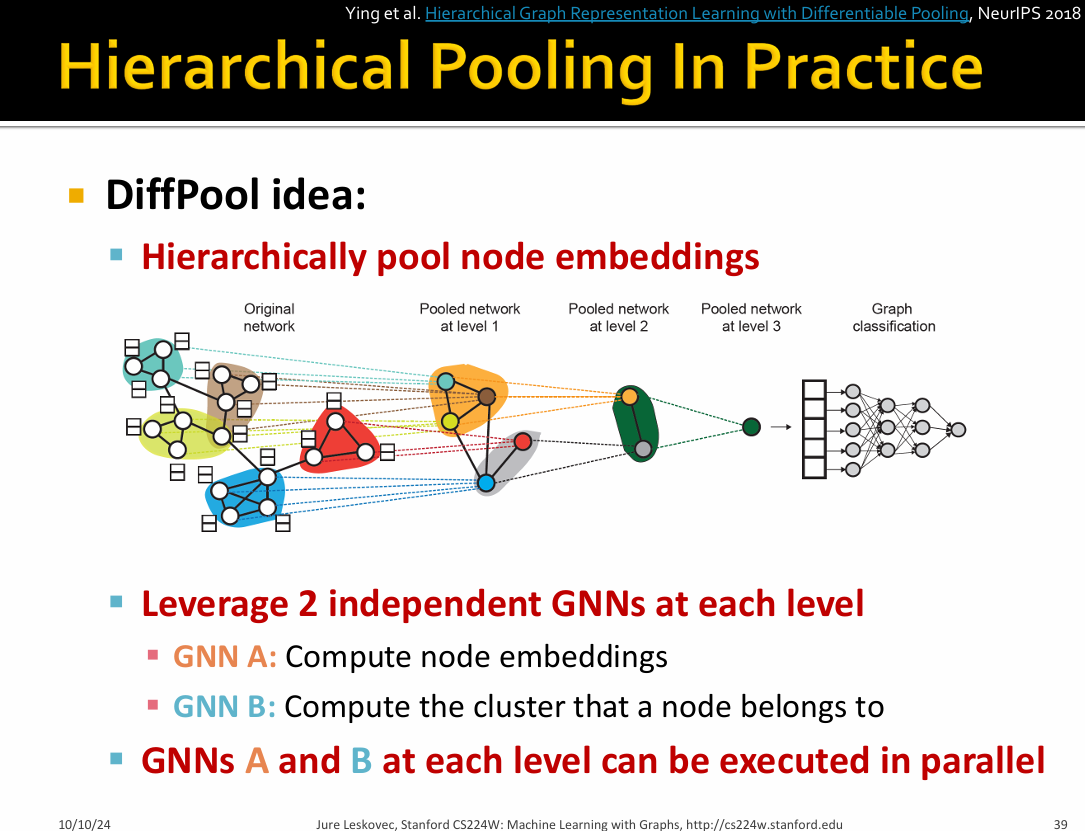 Ying et al. Hierarchical Graph Representation Learning with Differentiable Pooling, NeurIPS 2018
Hierarchical Pooling In Practice
DiffPool idea:
Hierarchically pool node embeddings
Original
network
Pooled network
at level 1
Pooled network
at level 2
Pooled network
at level 3
Graph
classification
Leverage 2 independent GNNs at each level
GNN A: Compute node embeddings
GNN B: Compute the cluster that a node belongs to
GNNs A and B at each level can be executed in parallel
10/10/24
Jure Leskovec, Stanford CS224W: Machine Learning with Graphs, http://cs224w.stanford.edu
39